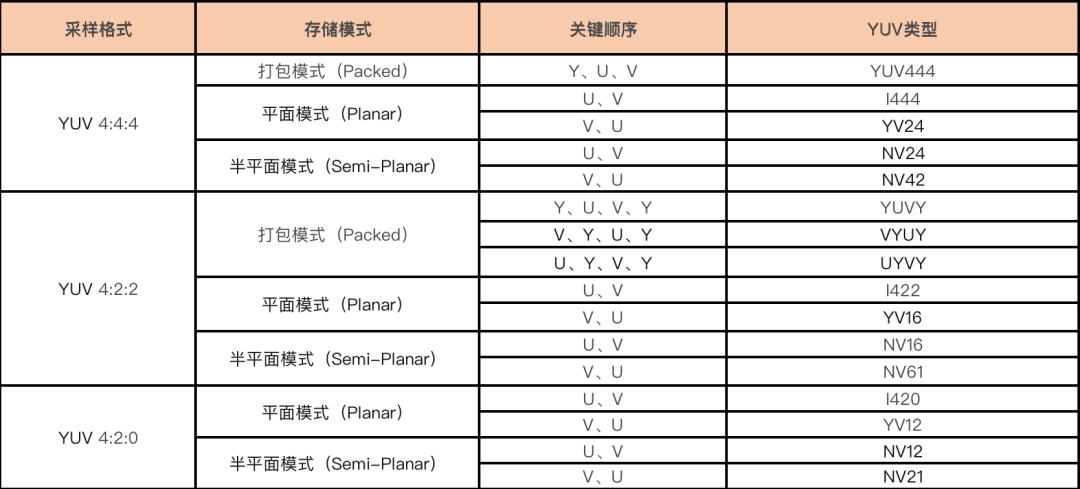 采样格式 存储模式 关键顺序 YUV类型
YUV 4:4:4 打包模式（Packed） Y、U、V YUV444
平面模式（Planar） U、V I444
V、U YV24
半平面模式（Semi-Planar） U、V NV24
V、U NV42
YUV 4:2:2 打包模式（Packed） Y、U、V、Y YUVY
V、Y、U、Y VYUY
U、Y、V、Y UYVY
平面模式（Planar） U、V I422
V、U YV16
半平面模式（Semi-Planar） U、V NV16
V、U NV61
YUV 4:2:0 平面模式（Planar） U、V I420
V、U YV12
半平面模式（Semi-Planar） U、V NV12
V、U NV21